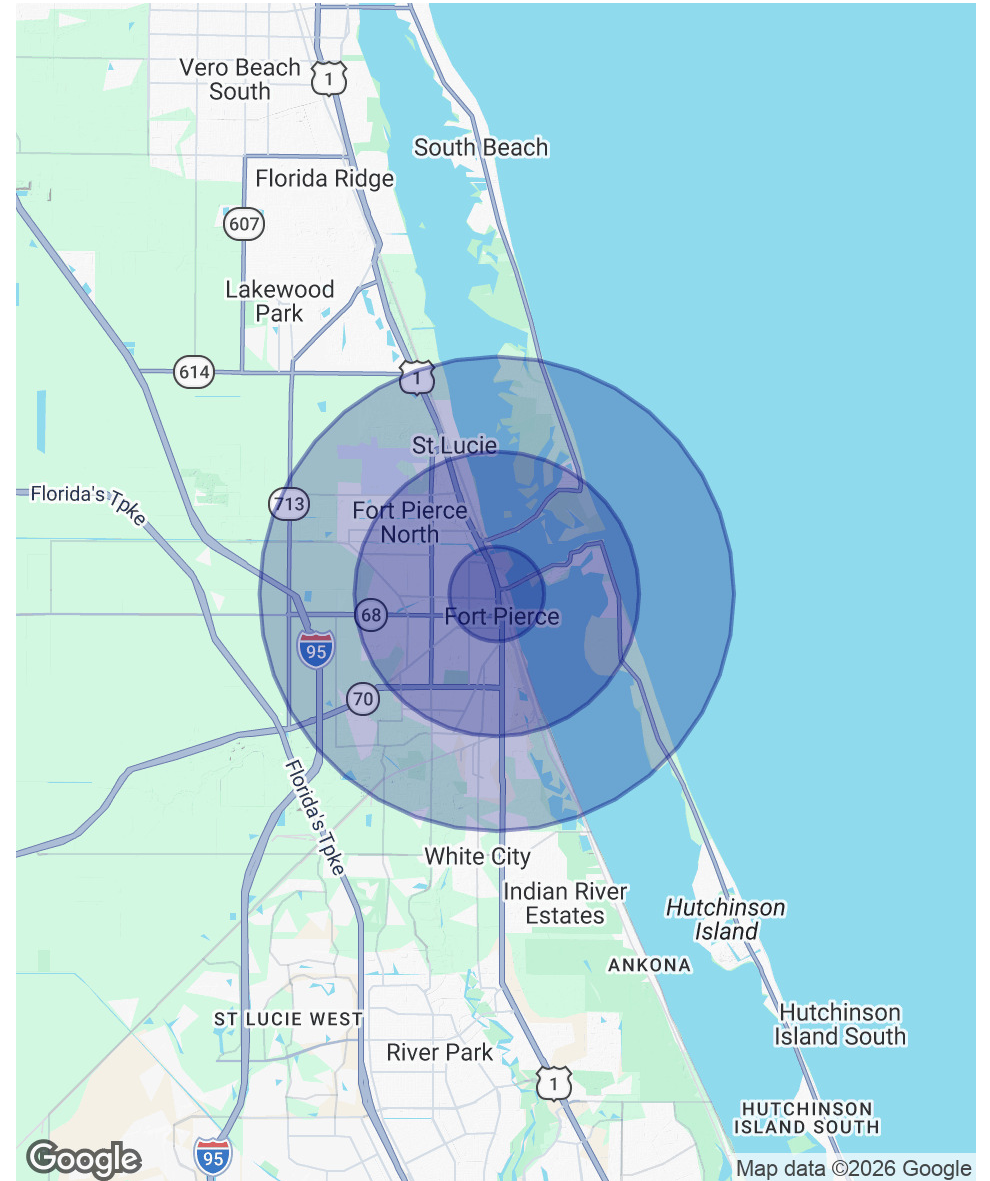 Vero Beach
South
1
South Beach
Florida Ridge
607
Lakewood
Park
614
1
St Lucie
Florida's Tpke
713
Fort Pierce
North
68
Fort Pierce
95
70
Florida's Tpke
White City
Indian River
Estates
Hutchinson
Island
ANKONA
ST LUCIE WEST
Hutchinson
Island South
River Park
1
HUTCHINSON
ISLAND SOUTH
95
Google
Map data ©2026 Google